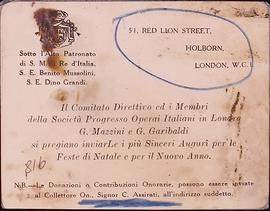 Sotto l'Alto Patronato
di S. M. il Re d'Italia,
S. E. Benito Mussolini,
S. E. Dino Grandi.
51, RED LION STREET,
HOLBORN,
LONDON, W.C.1
Il Comitato Direttivo ed i Membri
della Società Progresso Operai Italiani in Londra
G. Mazzini e G. Garibaldi
si pregiano inviarLe i più Sinceri Auguri per le
Feste di Natale e per il Nuovo Anno.
816
N.B.—Le Donazioni o Contribuzioni Onorarie, possono essere inviate
al Collettore On., Signor C. Assirati, all'indirizzo suddetto.